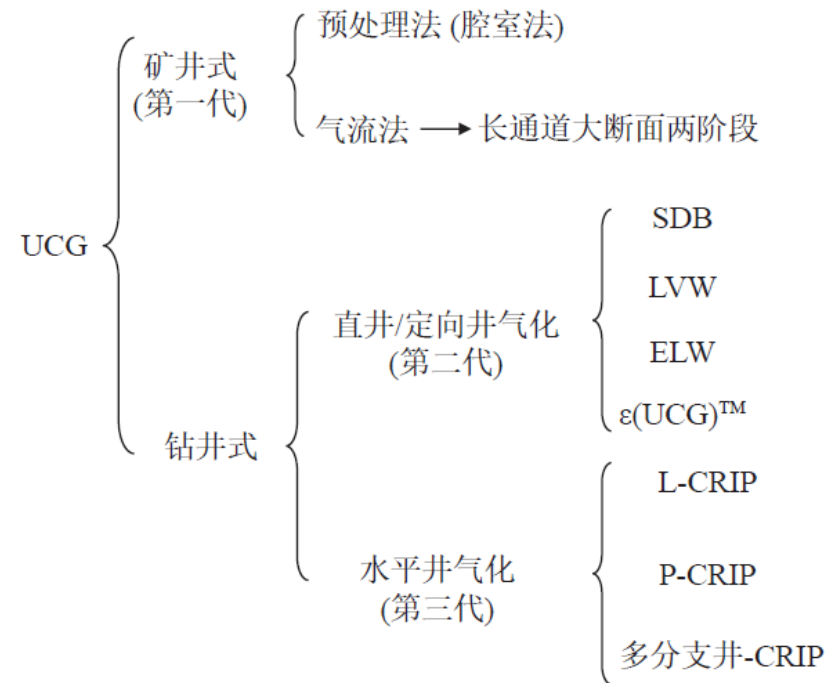 UCG
矿井式
(第一代)
预处理法 (腔室法)
气流法
长通道大断面两阶段
钻井式
直井/定向井气化
(第二代)
SDB
LVW
ELW
ε(UCG)™
水平井气化
(第三代)
L-CRIP
P-CRIP
多分支井-CRIP